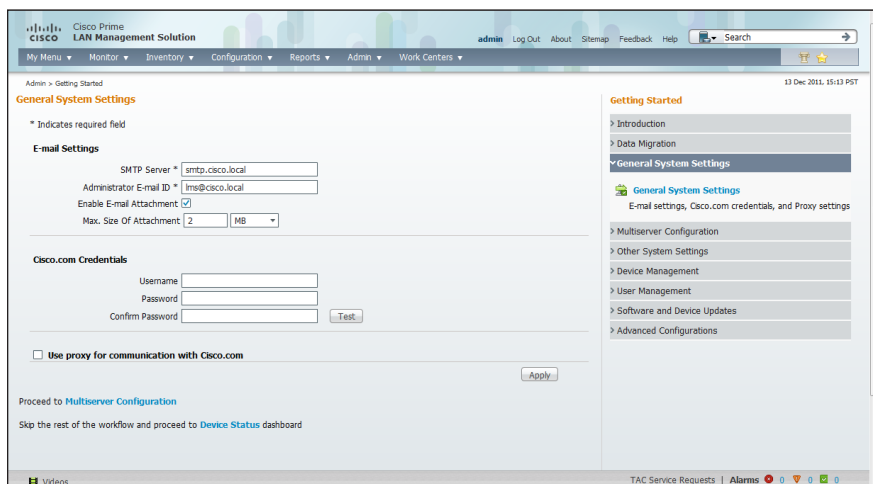 Cisco Prime
CISCO LAN Management Solution
admin Log Out About Sitemap Feedback Help Search
My Menu Monitor Inventory Configuration Reports Admin Work Centers
Admin > Getting Started
13 Dec 2011, 15:13 PST
General System Settings
* Indicates required field
E-mail Settings
SMTP Server * smtp.cisco.local
Administrator E-mail ID * lms@cisco.local
Enable E-mail Attachment
Max. Size Of Attachment 2 MB
Cisco.com Credentials
Username
Password
Confirm Password Test
Use proxy for communication with Cisco.com
Apply
Proceed to Multiserver Configuration
Skip the rest of the workflow and proceed to Device Status dashboard
Getting Started
> Introduction
> Data Migration
General System Settings
General System Settings
E-mail settings, Cisco.com credentials, and Proxy settings
> Multiserver Configuration
> Other System Settings
> Device Management
> User Management
> Software and Device Updates
> Advanced Configurations
Videos
TAC Service Requests | Alarms 0 0 0